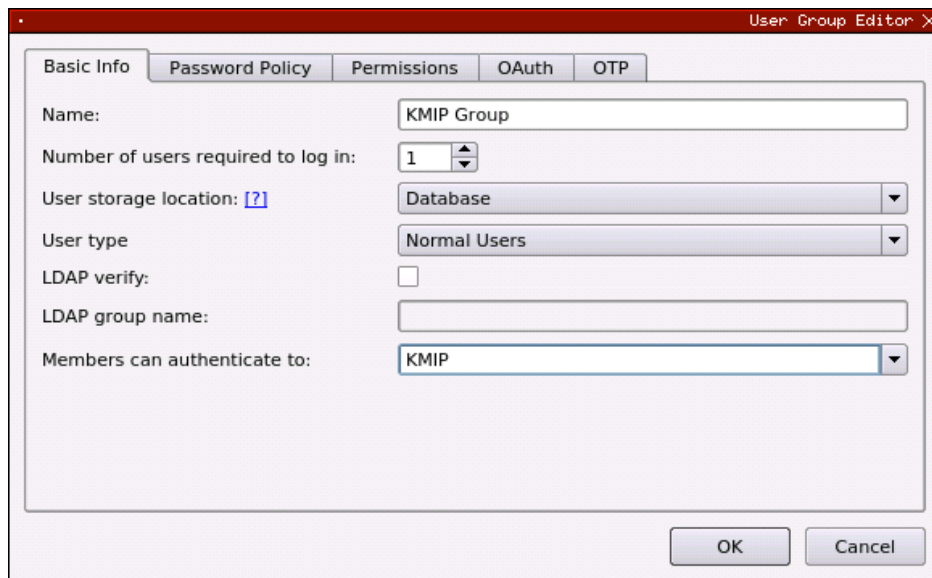 User Group Editor
Basic Info Password Policy Permissions OAuth OTP
Name: KMIP Group
Number of users required to log in: 1
User storage location: [?] Database
User type Normal Users
LDAP verify:
LDAP group name:
Members can authenticate to: KMIP
OK Cancel